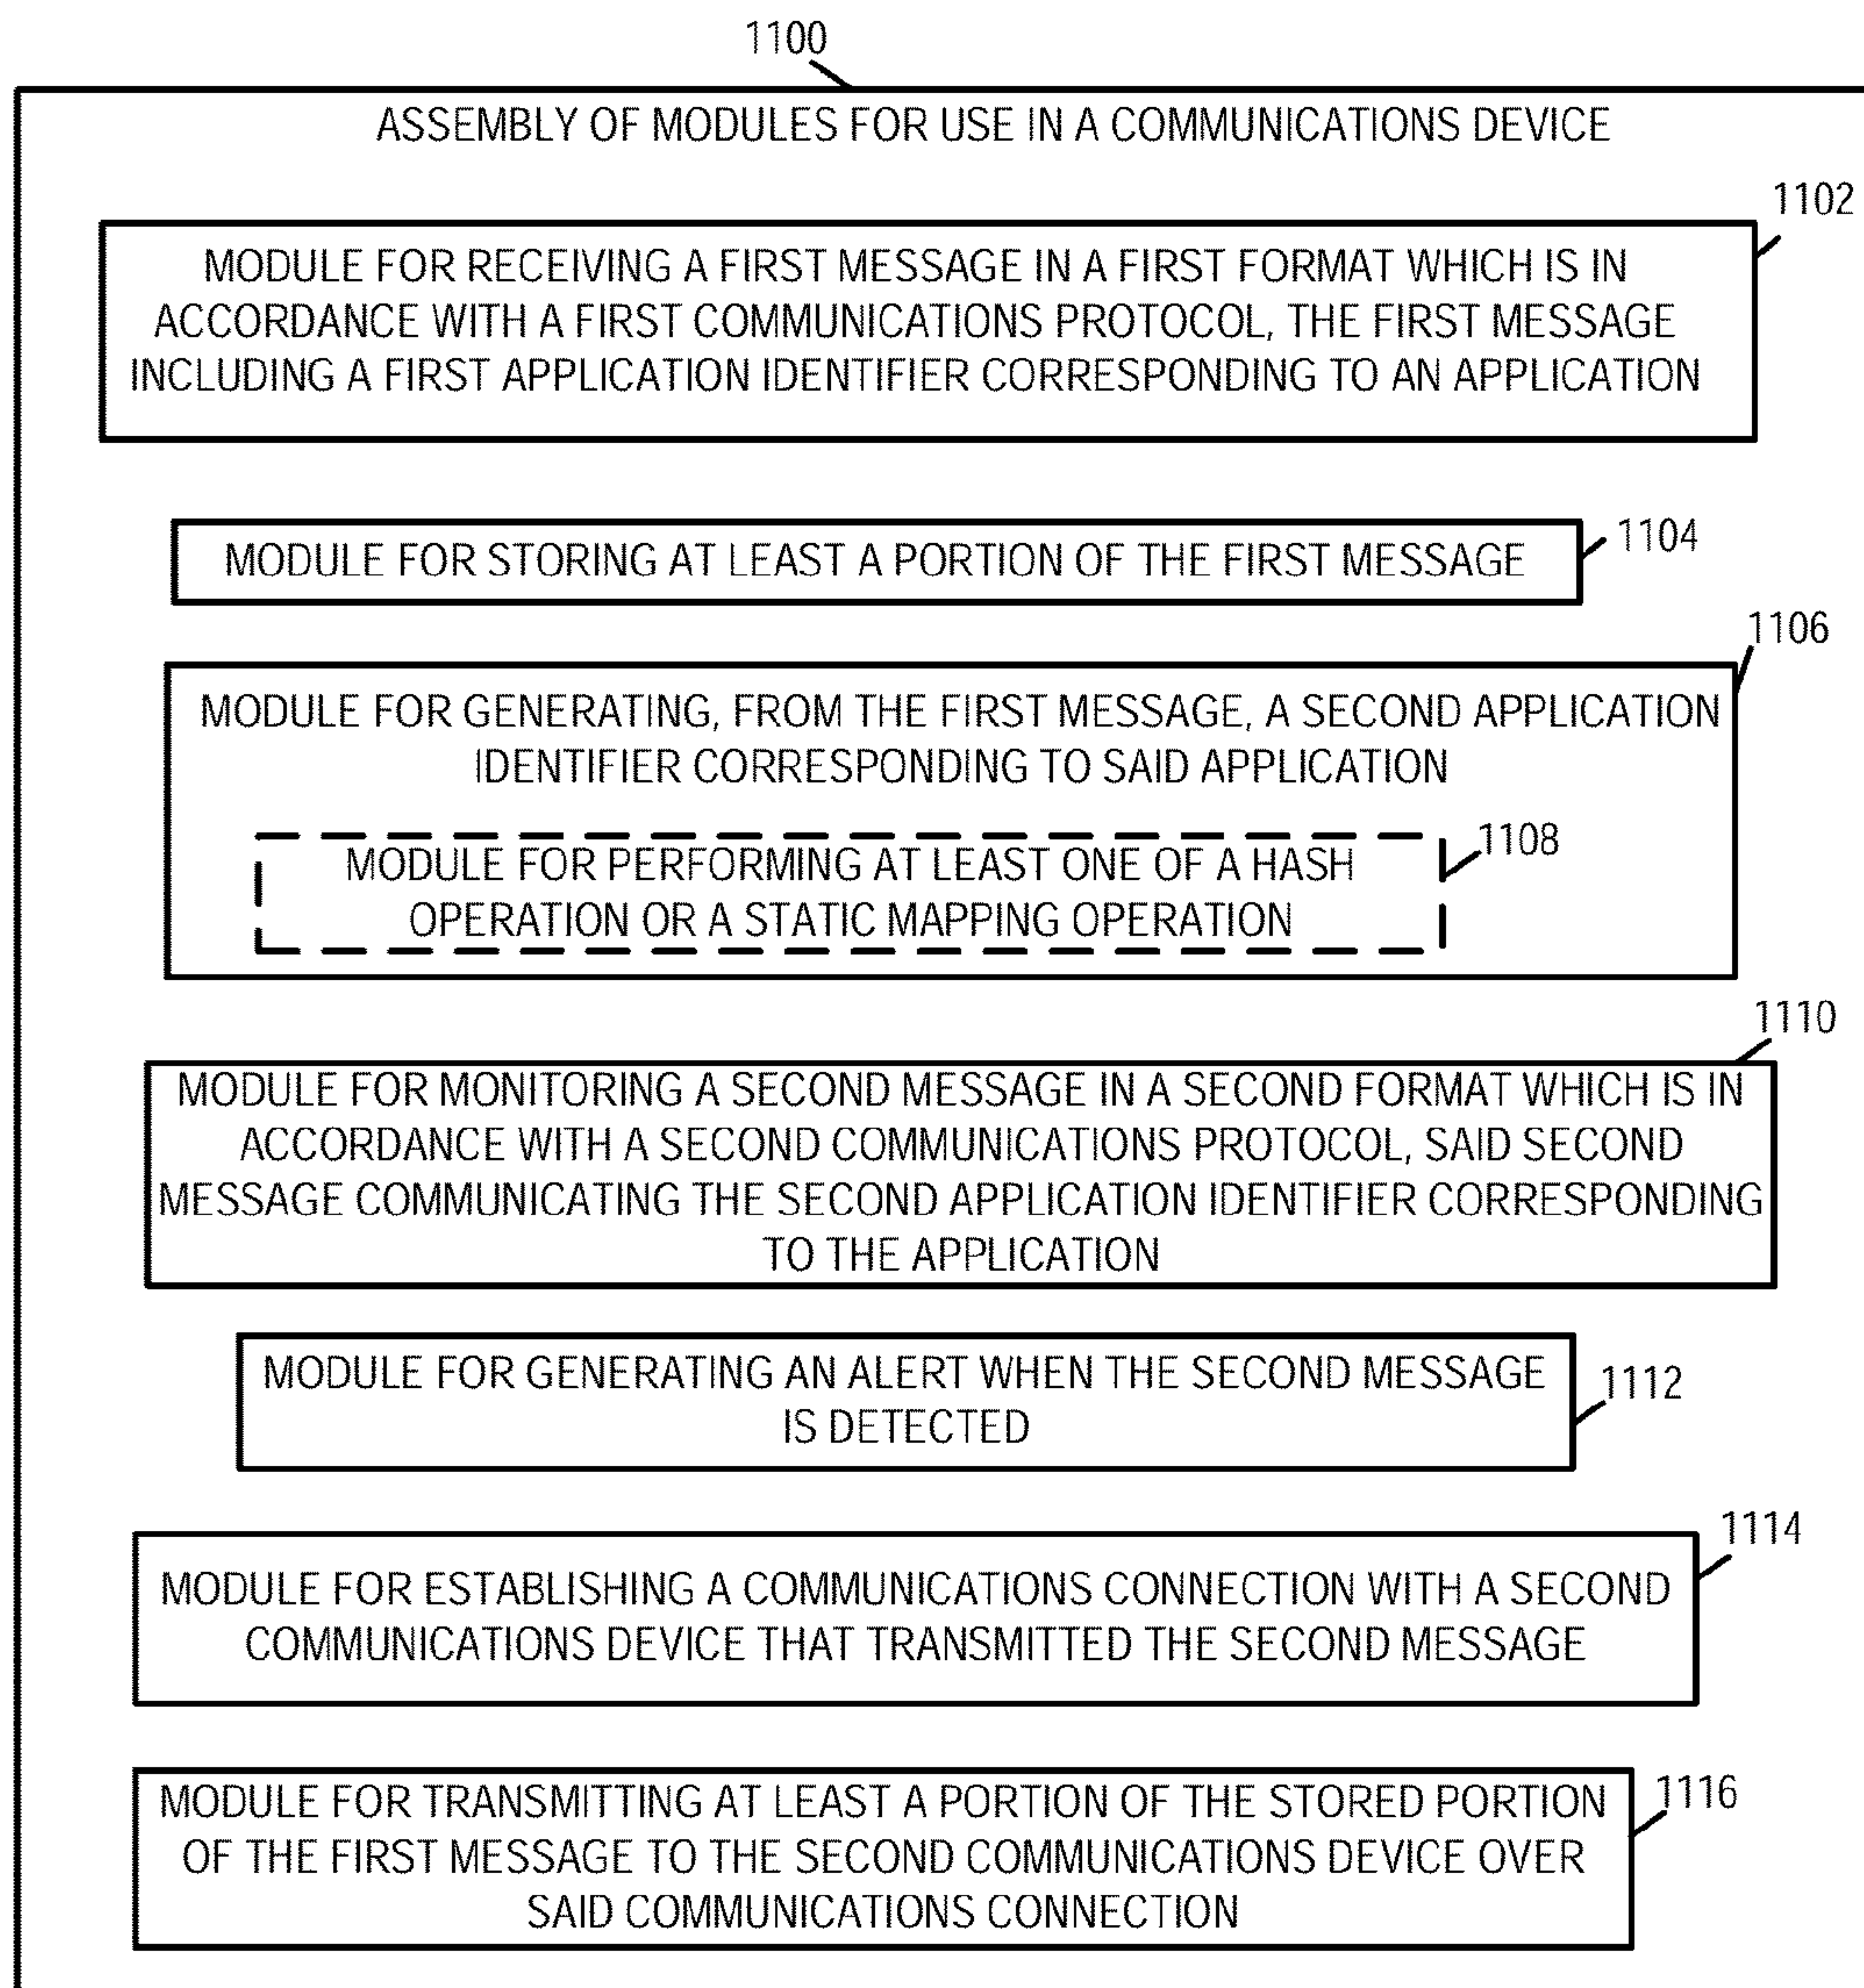 1100
ASSEMBLY OF MODULES FOR USE IN A COMMUNICATIONS DEVICE
1102
MODULE FOR RECEIVING A FIRST MESSAGE IN A FIRST FORMAT WHICH IS IN
ACCORDANCE WITH A FIRST COMMUNICATIONS PROTOCOL, THE FIRST MESSAGE
INCLUDING A FIRST APPLICATION IDENTIFIER CORRESPONDING TO AN APPLICATION
1104
MODULE FOR STORING AT LEAST A PORTION OF THE FIRST MESSAGE
1106
MODULE FOR GENERATING, FROM THE FIRST MESSAGE, A SECOND APPLICATION
IDENTIFIER CORRESPONDING TO SAID APPLICATION
1108
MODULE FOR PERFORMING AT LEAST ONE OF A HASH
OPERATION OR A STATIC MAPPING OPERATION
1110
MODULE FOR MONITORING A SECOND MESSAGE IN A SECOND FORMAT WHICH IS IN
ACCORDANCE WITH A SECOND COMMUNICATIONS PROTOCOL, SAID SECOND
MESSAGE COMMUNICATING THE SECOND APPLICATION IDENTIFIER CORRESPONDING
TO THE APPLICATION
MODULE FOR GENERATING AN ALERT WHEN THE SECOND MESSAGE
IS DETECTED
1112
1114
MODULE FOR ESTABLISHING A COMMUNICATIONS CONNECTION WITH A SECOND
COMMUNICATIONS DEVICE THAT TRANSMITTED THE SECOND MESSAGE
1116
MODULE FOR TRANSMITTING AT LEAST A PORTION OF THE STORED PORTION
OF THE FIRST MESSAGE TO THE SECOND COMMUNICATIONS DEVICE OVER
SAID COMMUNICATIONS CONNECTION